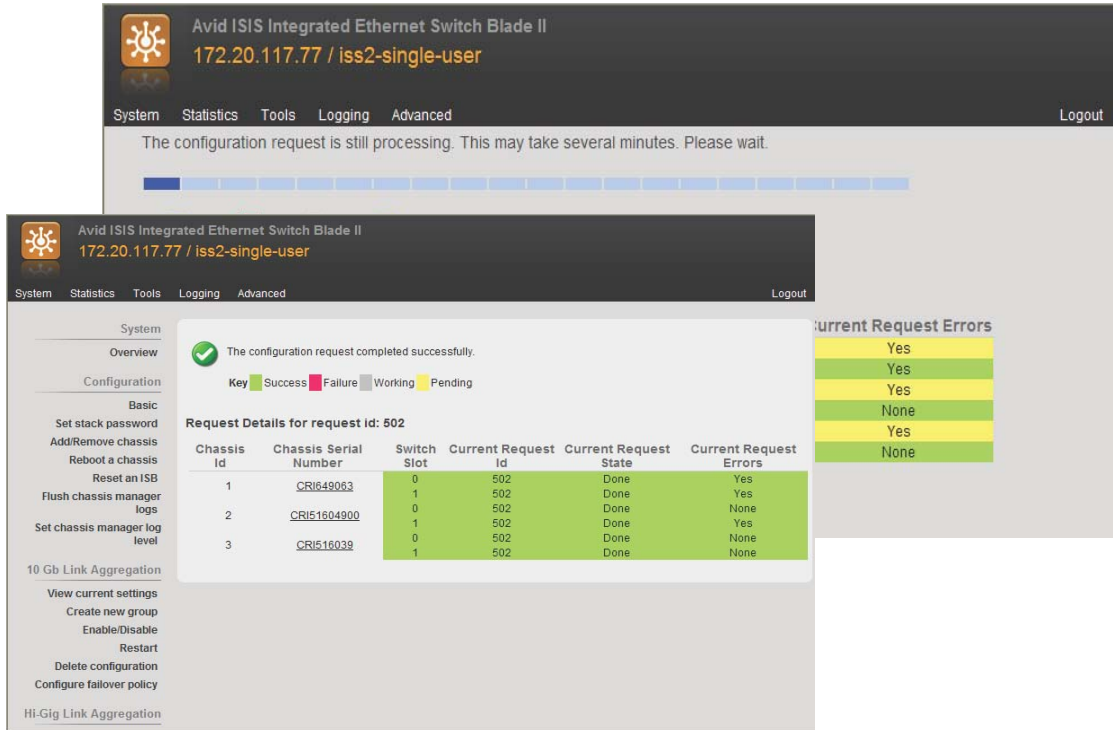 Avid ISIS Integrated Ethernet Switch Blade II
172.20.117.77 / iss2-single-user
System Statistics Tools Logging Advanced Logout
The configuration request is still processing. This may take several minutes. Please wait.
Current Request Errors
Yes
Yes
Yes
None
Yes
None
Avid ISIS Integrated Ethernet Switch Blade II
172.20.117.77 / iss2-single-user
System Statistics Tools Logging Advanced Logout
System
Overview
Configuration
Basic
Set stack password
Add/Remove chassis
Reboot a chassis
Reset an ISB
Flush chassis manager
logs
Set chassis manager log
level
10 Gb Link Aggregation
View current settings
Create new group
Enable/Disable
Restart
Delete configuration
Configure failover policy
Hi-Gig Link Aggregation
The configuration request completed successfully.
Key Success Failure Working Pending
Request Details for request id: 502
Chassis Id Chassis Serial Number Switch Slot Current Request Id Current Request State Current Request Errors
1 CRI649063 0 502 Done Yes
1 502 Done Yes
2 CRI51604900 0 502 Done None
1 502 Done Yes
3 CRI516039 0 502 Done None
1 502 Done None